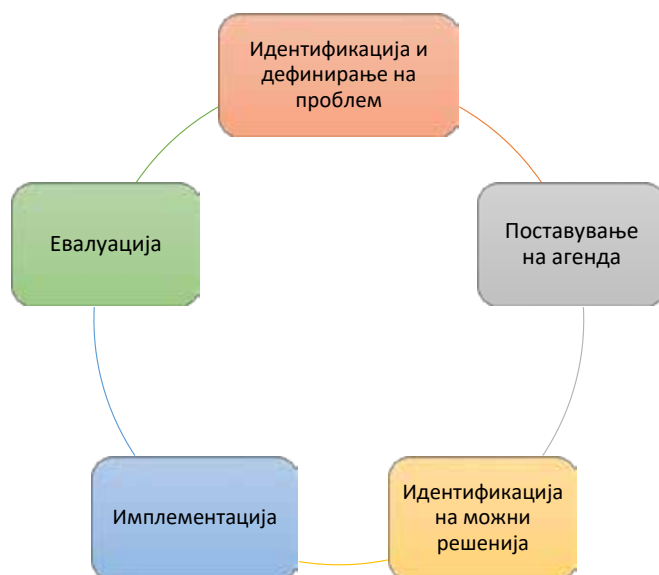 Идентификација и
дефинирање на
проблем
Поставување
на агенда
Идентификација
на можни
решенија
Имплементација
Евалуација